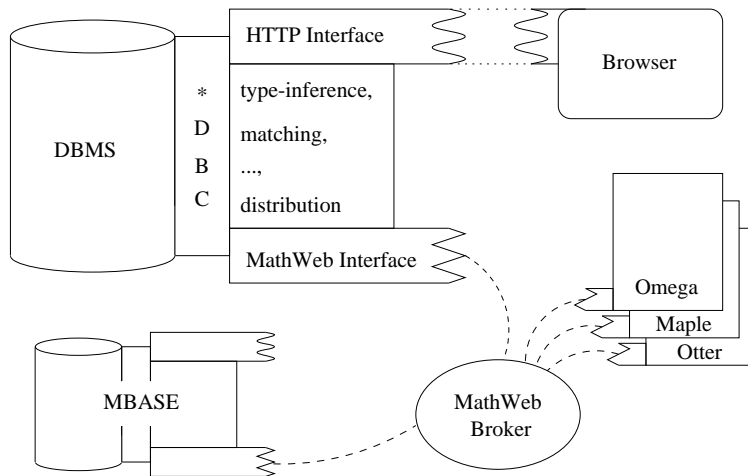 HTTP Interface
Browser
DBMS
*
D
B
C
type-inference,
matching,
...,
distribution
MathWeb Interface
Omega
Maple
Otter
MBASE
MathWeb
Broker